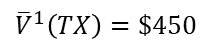 V̅¹(TX) = $450